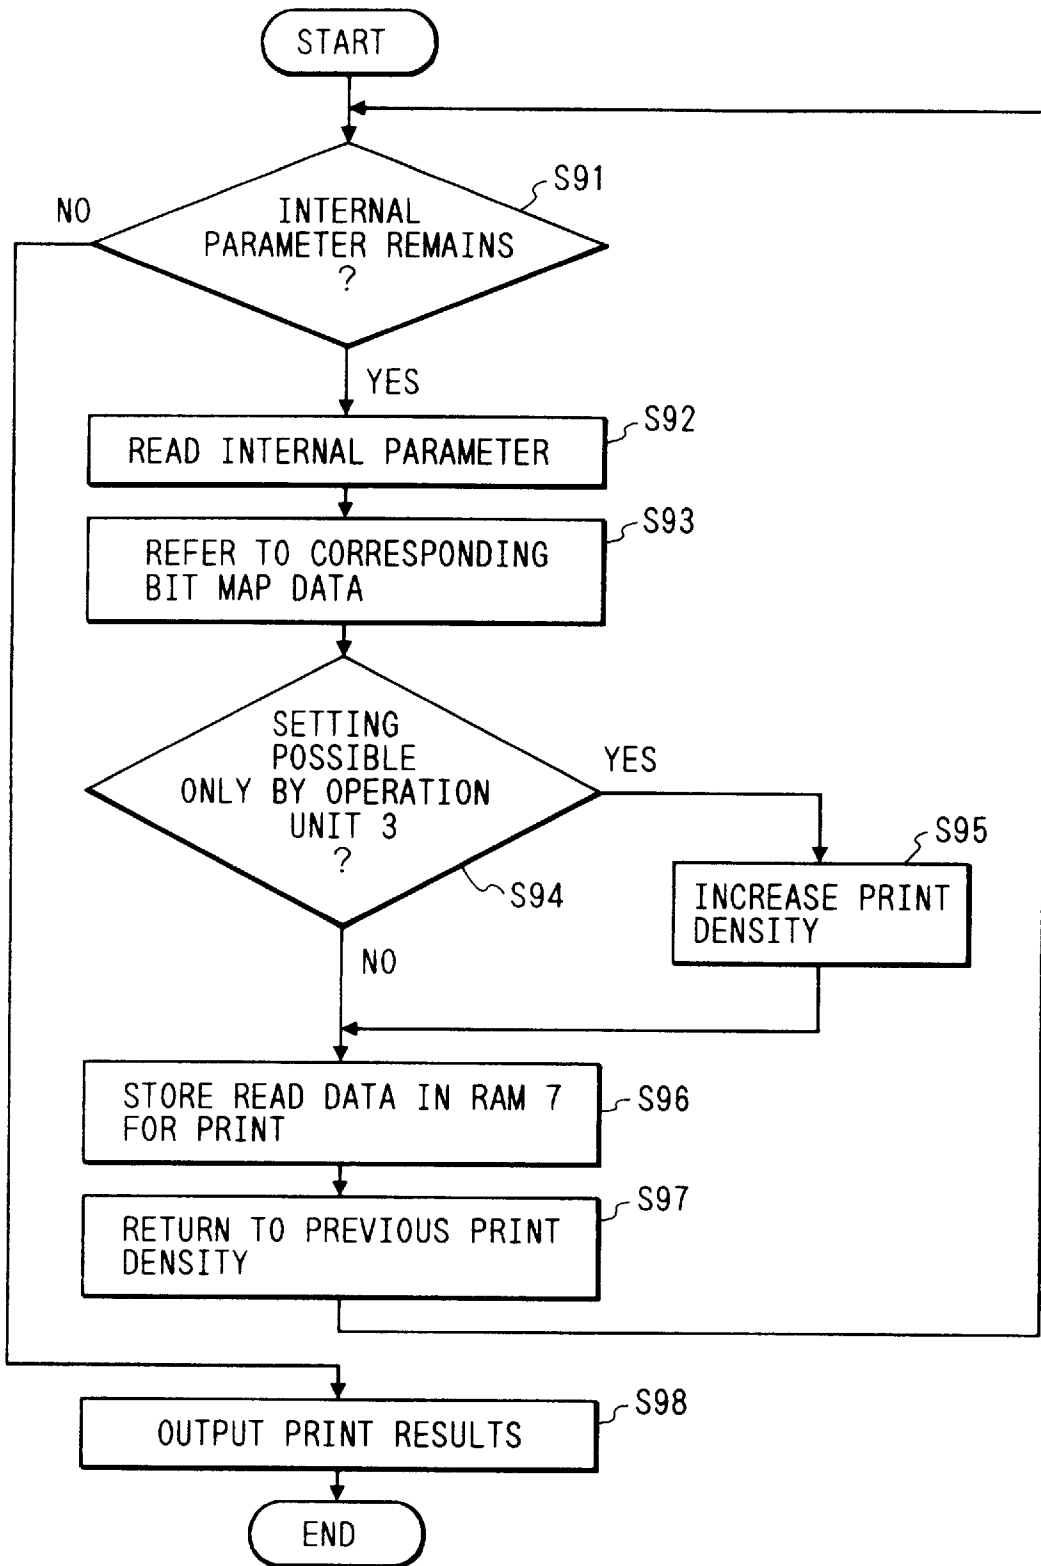 START
S91
NO
INTERNAL
PARAMETER REMAINS
?
YES
S92
READ INTERNAL PARAMETER
S93
REFER TO CORRESPONDING
BIT MAP DATA
SETTING
POSSIBLE
ONLY BY OPERATION
UNIT 3
?
YES
S94
S95
INCREASE PRINT
DENSITY
NO
STORE READ DATA IN RAM 7
FOR PRINT
S96
S97
RETURN TO PREVIOUS PRINT
DENSITY
S98
OUTPUT PRINT RESULTS
END